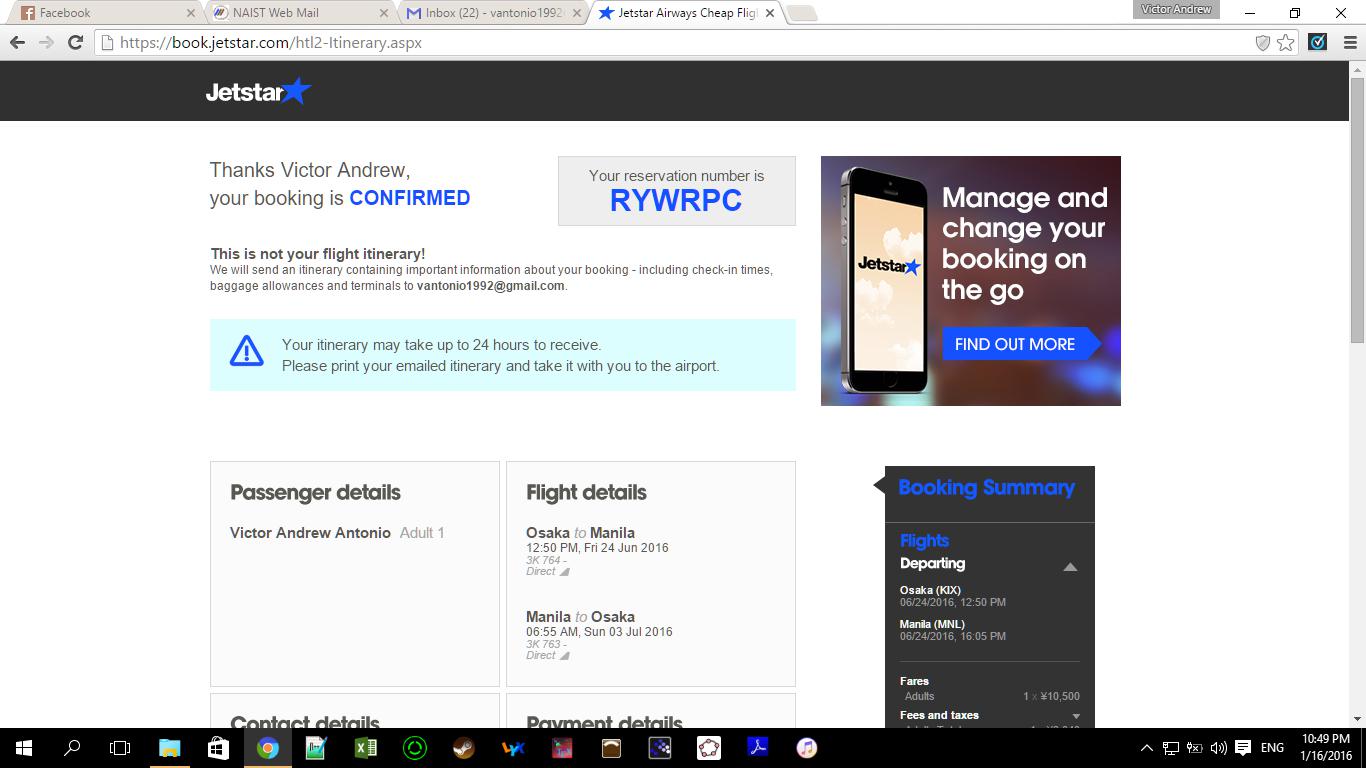 Facebook
NAIST Web Mail
Inbox (22) - vantonio1992
Jetstar Airways Cheap Flig
Victor Andrew
https://book.jetstar.com/htl2-Itinerary.aspx
Jetstar
Thanks Victor Andrew,
your booking is CONFIRMED
Your reservation number is
RYWRPC
This is not your flight itinerary!
We will send an itinerary containing important information about your booking - including check-in times,
baggage allowances and terminals to vantonio1992@gmail.com.
Your itinerary may take up to 24 hours to receive.
Please print your emailed itinerary and take it with you to the airport.
Jetstar
Manage and
change your
booking on
the go
FIND OUT MORE
Passenger details
Victor Andrew Antonio Adult 1
Flight details
Osaka to Manila
12:50 PM, Fri 24 Jun 2016
3K 764 -
Direct
Manila to Osaka
06:55 AM, Sun 03 Jul 2016
3K 763 -
Direct
Booking Summary
Flights
Departing
Osaka (KIX)
06/24/2016, 12:50 PM
Manila (MNL)
06/24/2016, 16:05 PM
Fares
Adults 1 x ¥10,500
Fees and taxes
Contact details
Payment details
ENG
10:49 PM
1/16/2016